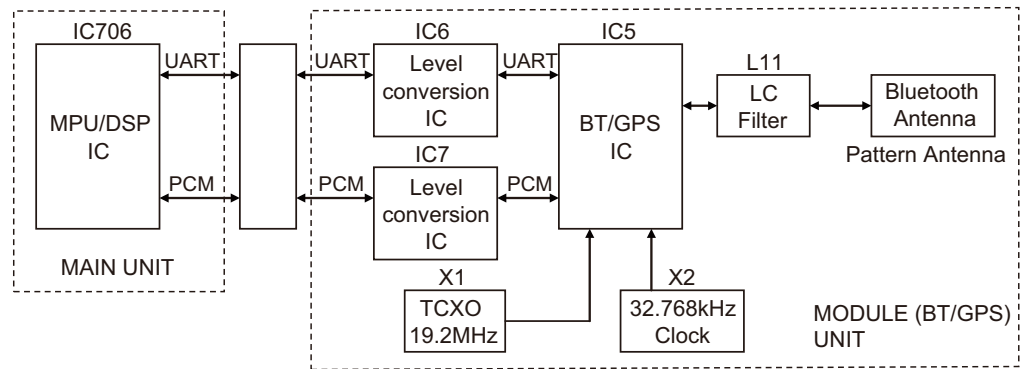 IC706
MPU/DSP
IC
UART
PCM
MAIN UNIT
UART
PCM
IC6
Level
conversion
IC
IC7
Level
conversion
IC
UART
PCM
IC5
BT/GPS
IC
L11
LC
Filter
Bluetooth
Antenna
Pattern Antenna
X1
TCXO
19.2MHz
X2
32.768kHz
Clock
MODULE (BT/GPS)
UNIT